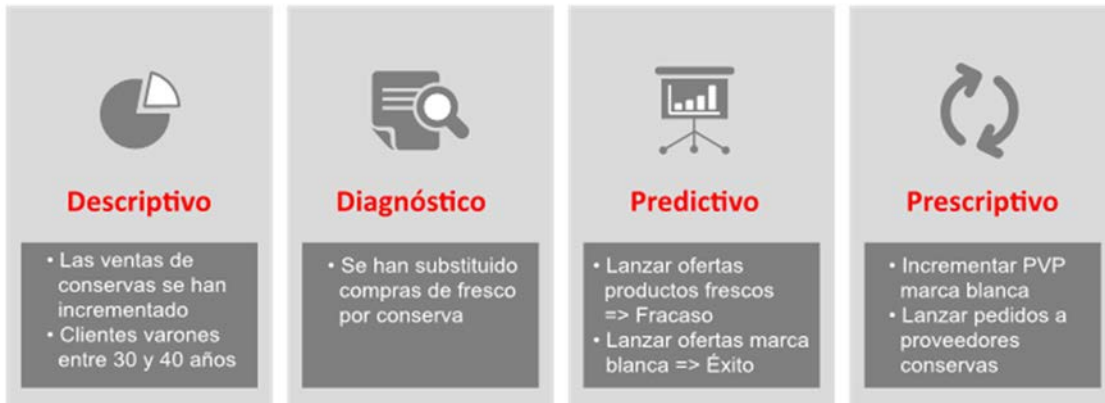 Descriptivo
• Las ventas de
conservas se han
incrementado
• Clientes varones
entre 30 y 40 años
Diagnóstico
• Se han substituido
compras de fresco
por conserva
Predictivo
• Lanzar ofertas
productos frescos
=> Fracaso
• Lanzar ofertas marca
blanca => Éxito
Prescriptivo
• Incrementar PVP
marca blanca
• Lanzar pedidos a
proveedores
conservas